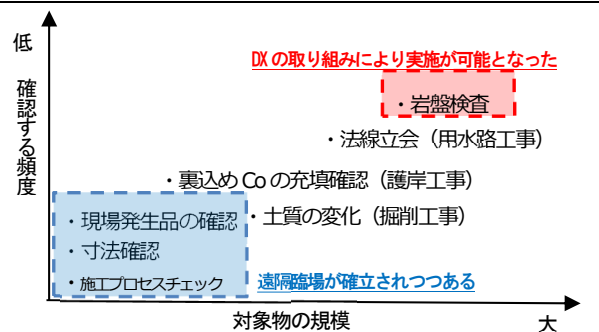 低
DXの取り組みにより実施が可能となった
・岩盤検査
確認する頻度
・法線立会（用水路工事）
・裏込めCoの充填確認（護岸工事）
・現場発生品の確認
・土質の変化（掘削工事）
・寸法確認
・施工プロセスチェック
遠隔臨場が確立されつつある
対象物の規模
大